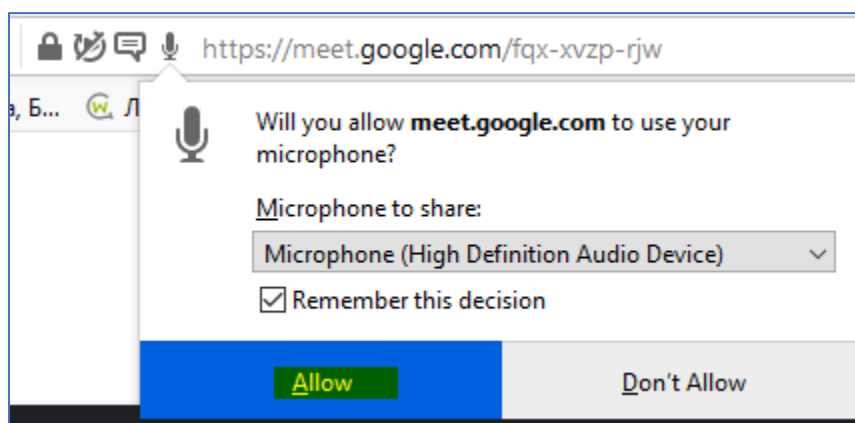 https://meet.google.com/fqx-xvzp-rjw
а, Б... Л
Will you allow meet.google.com to use your
microphone?
Microphone to share:
Microphone (High Definition Audio Device)
Remember this decision
Allow Don't Allow